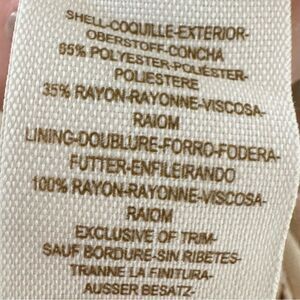 SHELL-COQUILLE-EXTERIOR-
OBERSTOFF-CONCHA
65% POLYESTER-POLIÉSTER-
POLIESTERE
35% RAYON-RAYONNE-VISCOSA-
RAIOM
LINING-DOUBLURE-FORRO-FODERA-
FUTTER-ENFILEIRANDO
100% RAYON-RAYONNE-VISCOSA-
RAIOM
EXCLUSIVE OF TRIM-
SAUF BORDURE-SIN RIBETES-
TRANNE LA FINITURA-
AUSSER BESATZ-